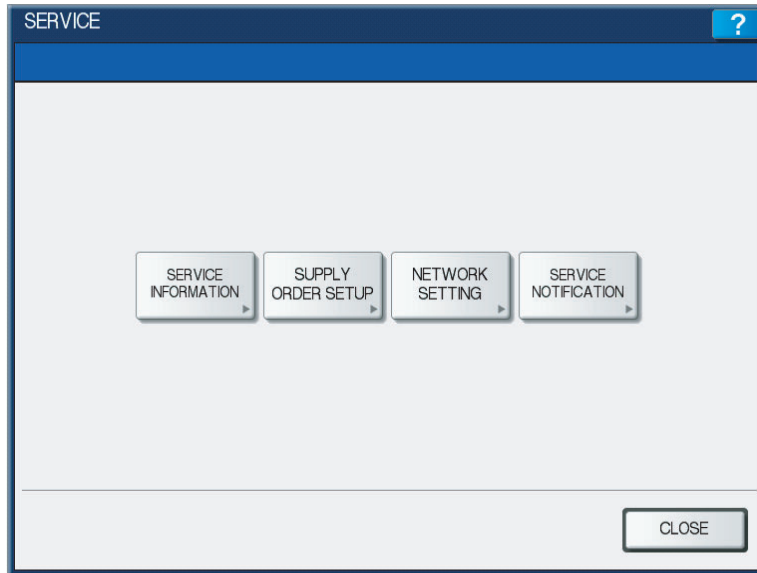 SERVICE
?
SERVICE
INFORMATION
SUPPLY
ORDER SETUP
NETWORK
SETTING
SERVICE
NOTIFICATION
CLOSE